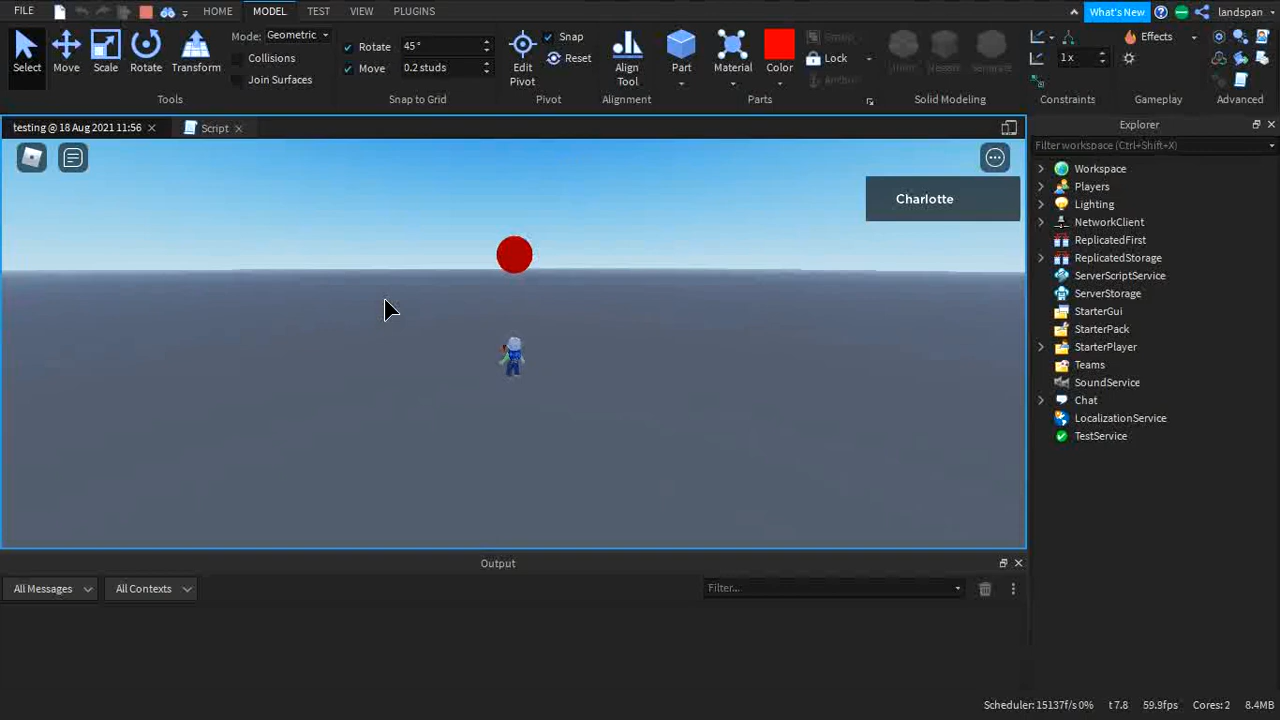 FILE HOME MODEL TEST VIEW PLUGINS What's New landspan
Select Move Scale Rotate Transform
Mode: Geometric
Collisions
Join Surfaces
Tools
Rotate 45°
Move 0.2 studs
Snap to Grid
Edit Pivot
Snap
Reset
Pivot
Align Tool
Alignment
Part Material Color
Group
Lock
Anchor
Parts
Union Negate Separate
Solid Modeling
1x
Constraints
Effects
Gameplay
Advanced
testing @ 18 Aug 2021 11:56 Script
Charlotte
Explorer
Filter workspace (Ctrl+Shift+X)
Workspace
Players
Lighting
NetworkClient
ReplicatedFirst
ReplicatedStorage
ServerScriptService
ServerStorage
StarterGui
StarterPack
StarterPlayer
Teams
SoundService
Chat
LocalizationService
TestService
Output
All Messages All Contexts Filter...
Scheduler: 15137f/s0% t 7.8 59.9fps Cores: 2 8.4MB